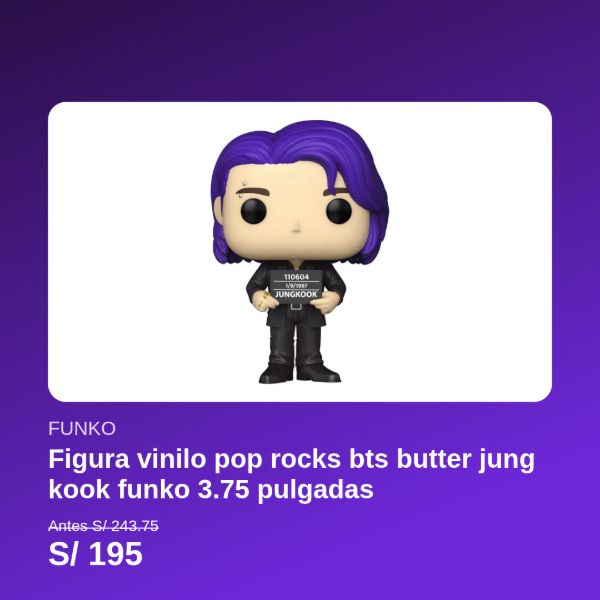 110604
1/9/1997
JUNGKOOK
FUNKO
Figura vinilo pop rocks bts butter jung
kook funko 3.75 pulgadas
Antes S/ 243.75
S/ 195